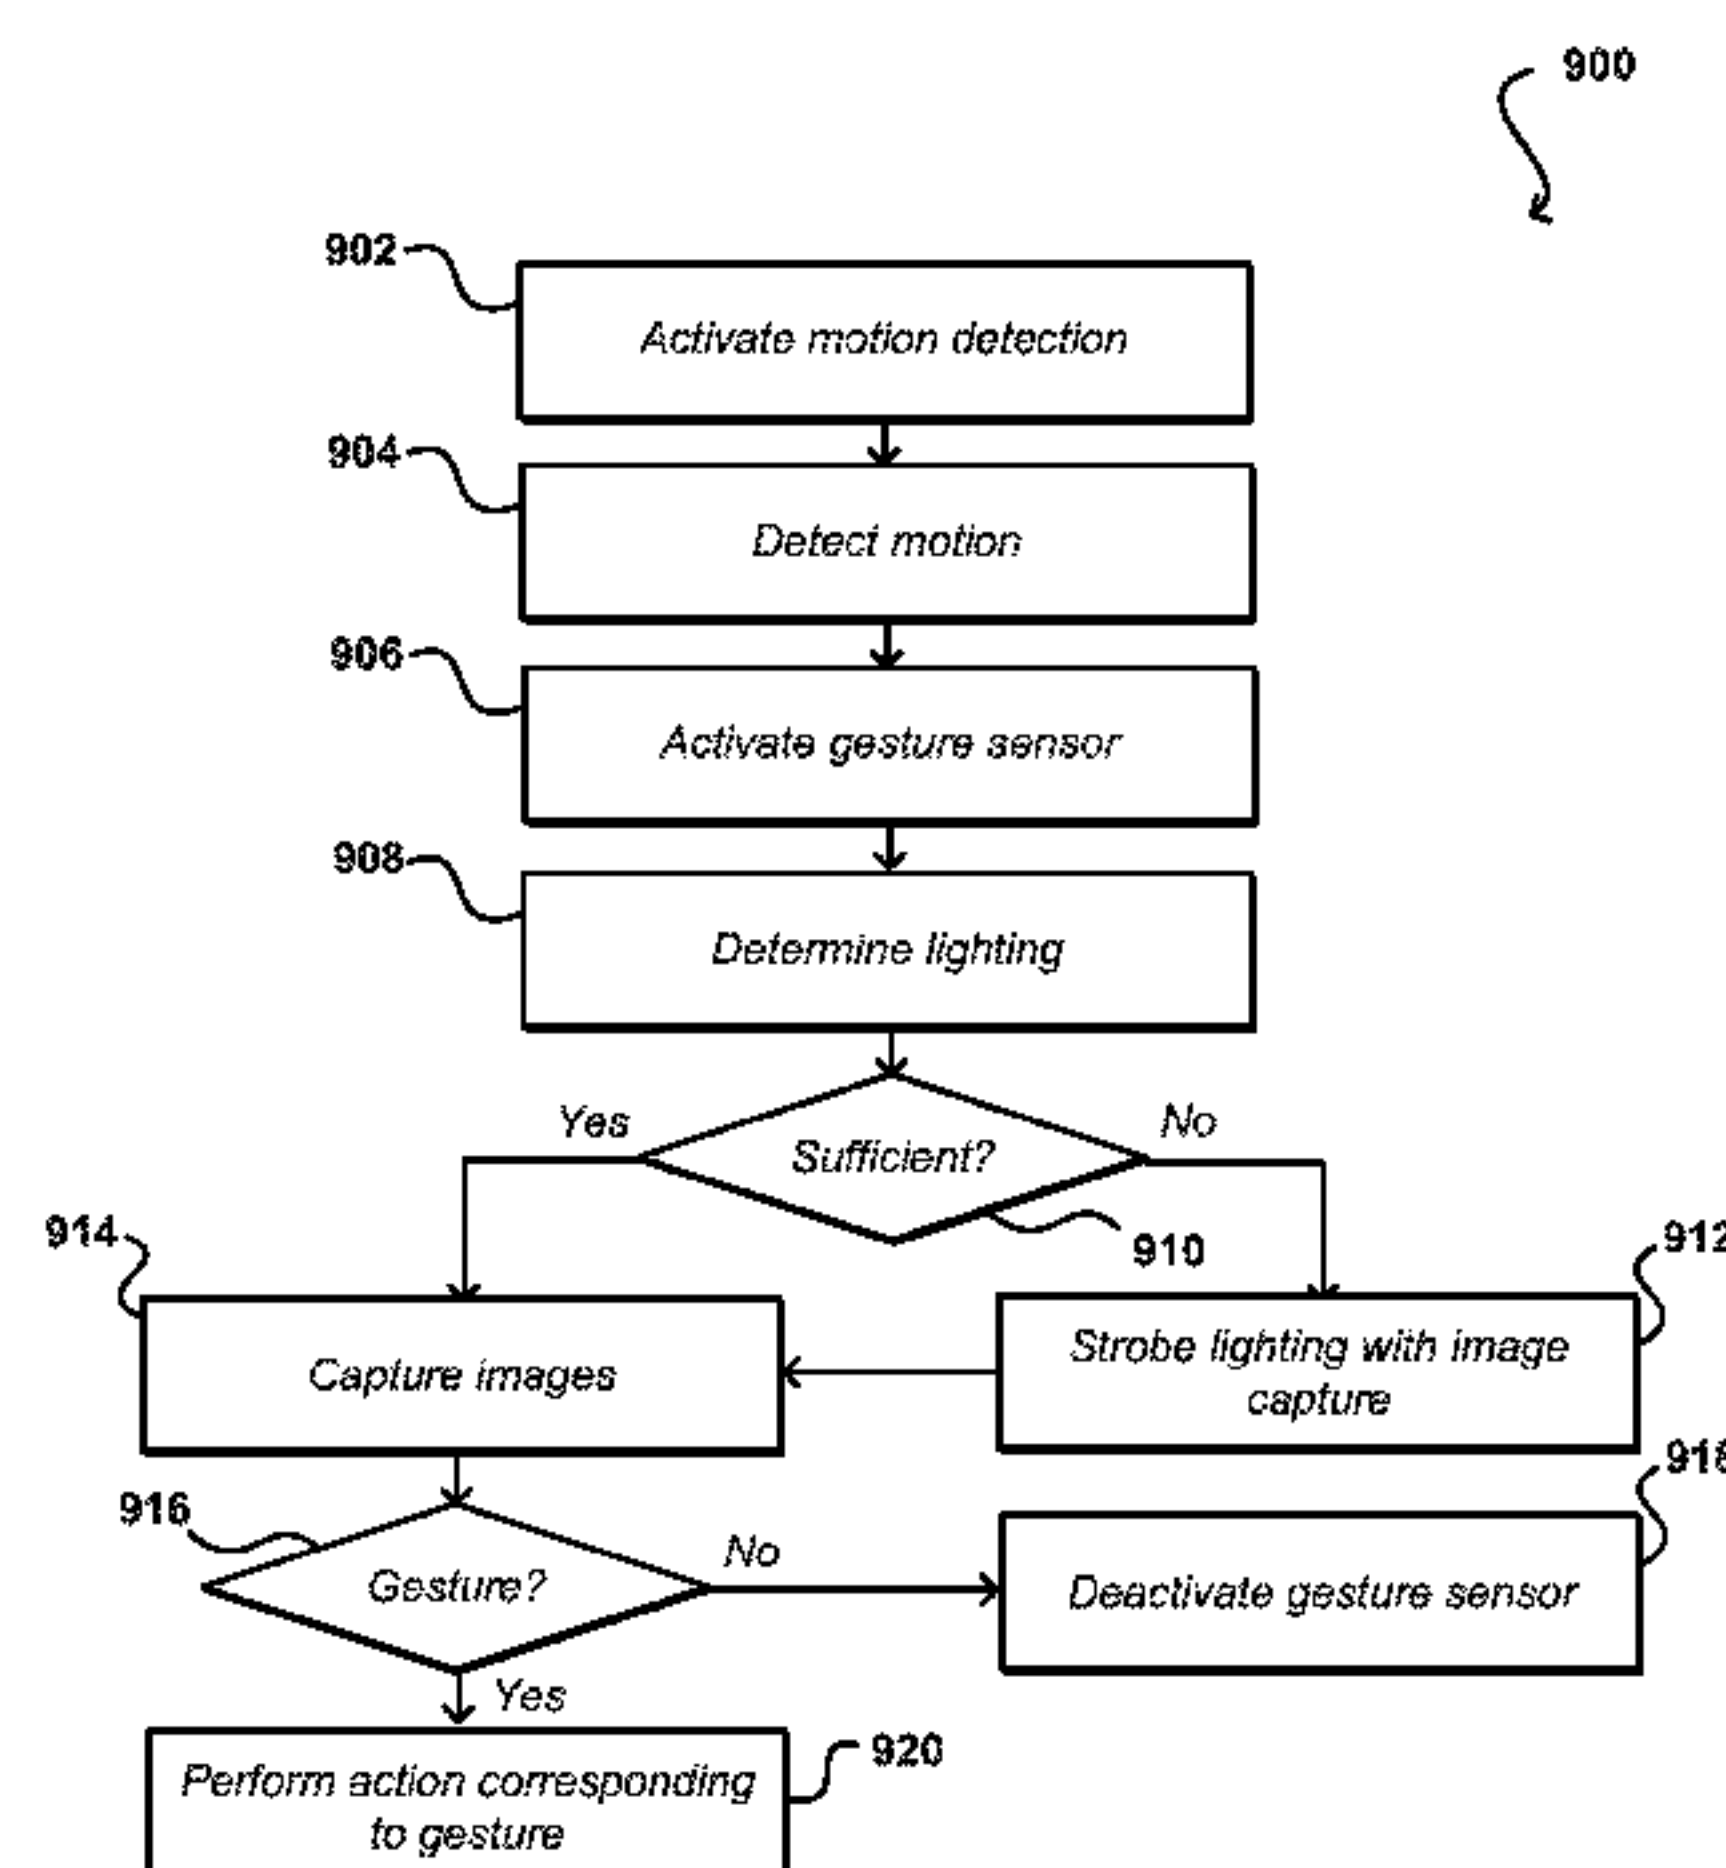 900
902
Activate motion detection
904
Detect motion
906
Activate gesture sensor
908
Determine lighting
Yes
No
Sufficient?
910
914
912
Capture images
Strobe lighting with image
capture
916
Gesture?
No
Deactivate gesture sensor
Yes
920
Perform action corresponding
to gesture